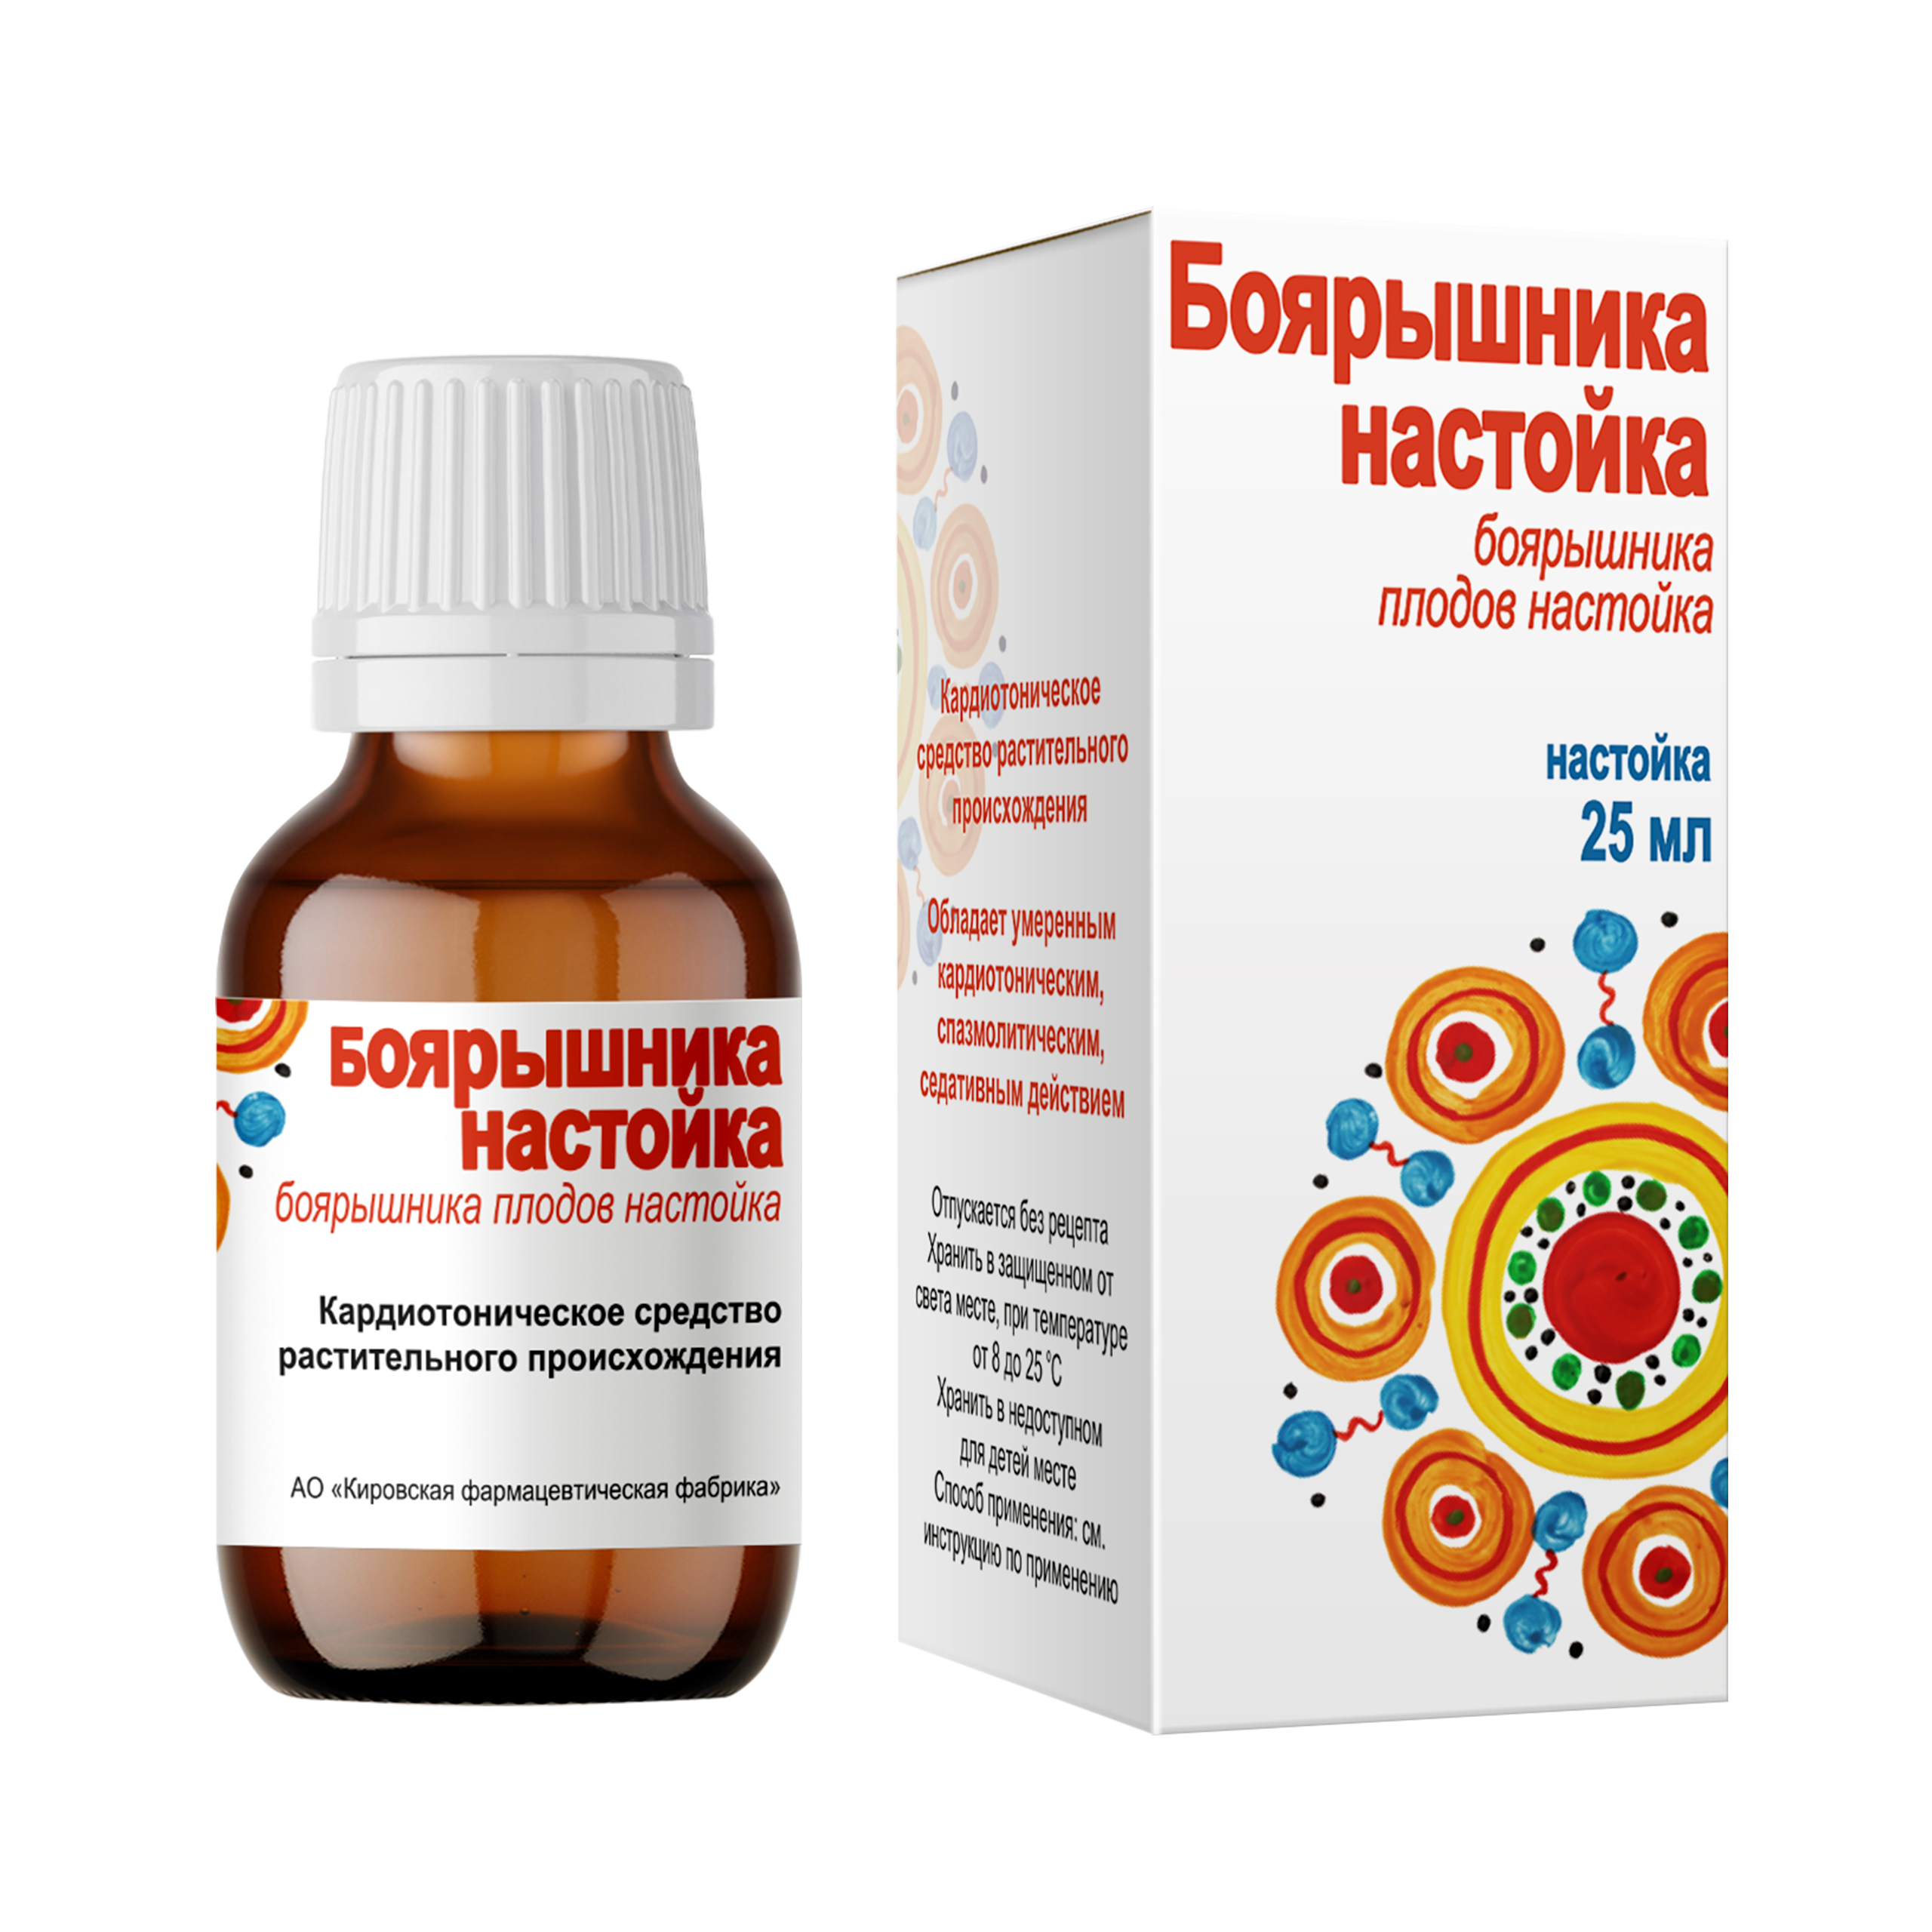 Боярышника
настойка
боярышника плодов настойка
Кардиотоническое средство
растительного происхождения
АО «Кировская фармацевтическая фабрика»
Кардиотоническое
средство растительного
происхождения
Обладает умеренным
кардиотоническим,
спазмолитическим,
седативным действием
Отпускается без рецепта
Хранить в защищенном от
света месте, при температуре
от 8 до 25 °С
Хранить в недоступном
для детей месте
Способ применения: см.
инструкцию по применению
Боярышника
настойка
боярышника
плодов настойка
настойка
25 мл